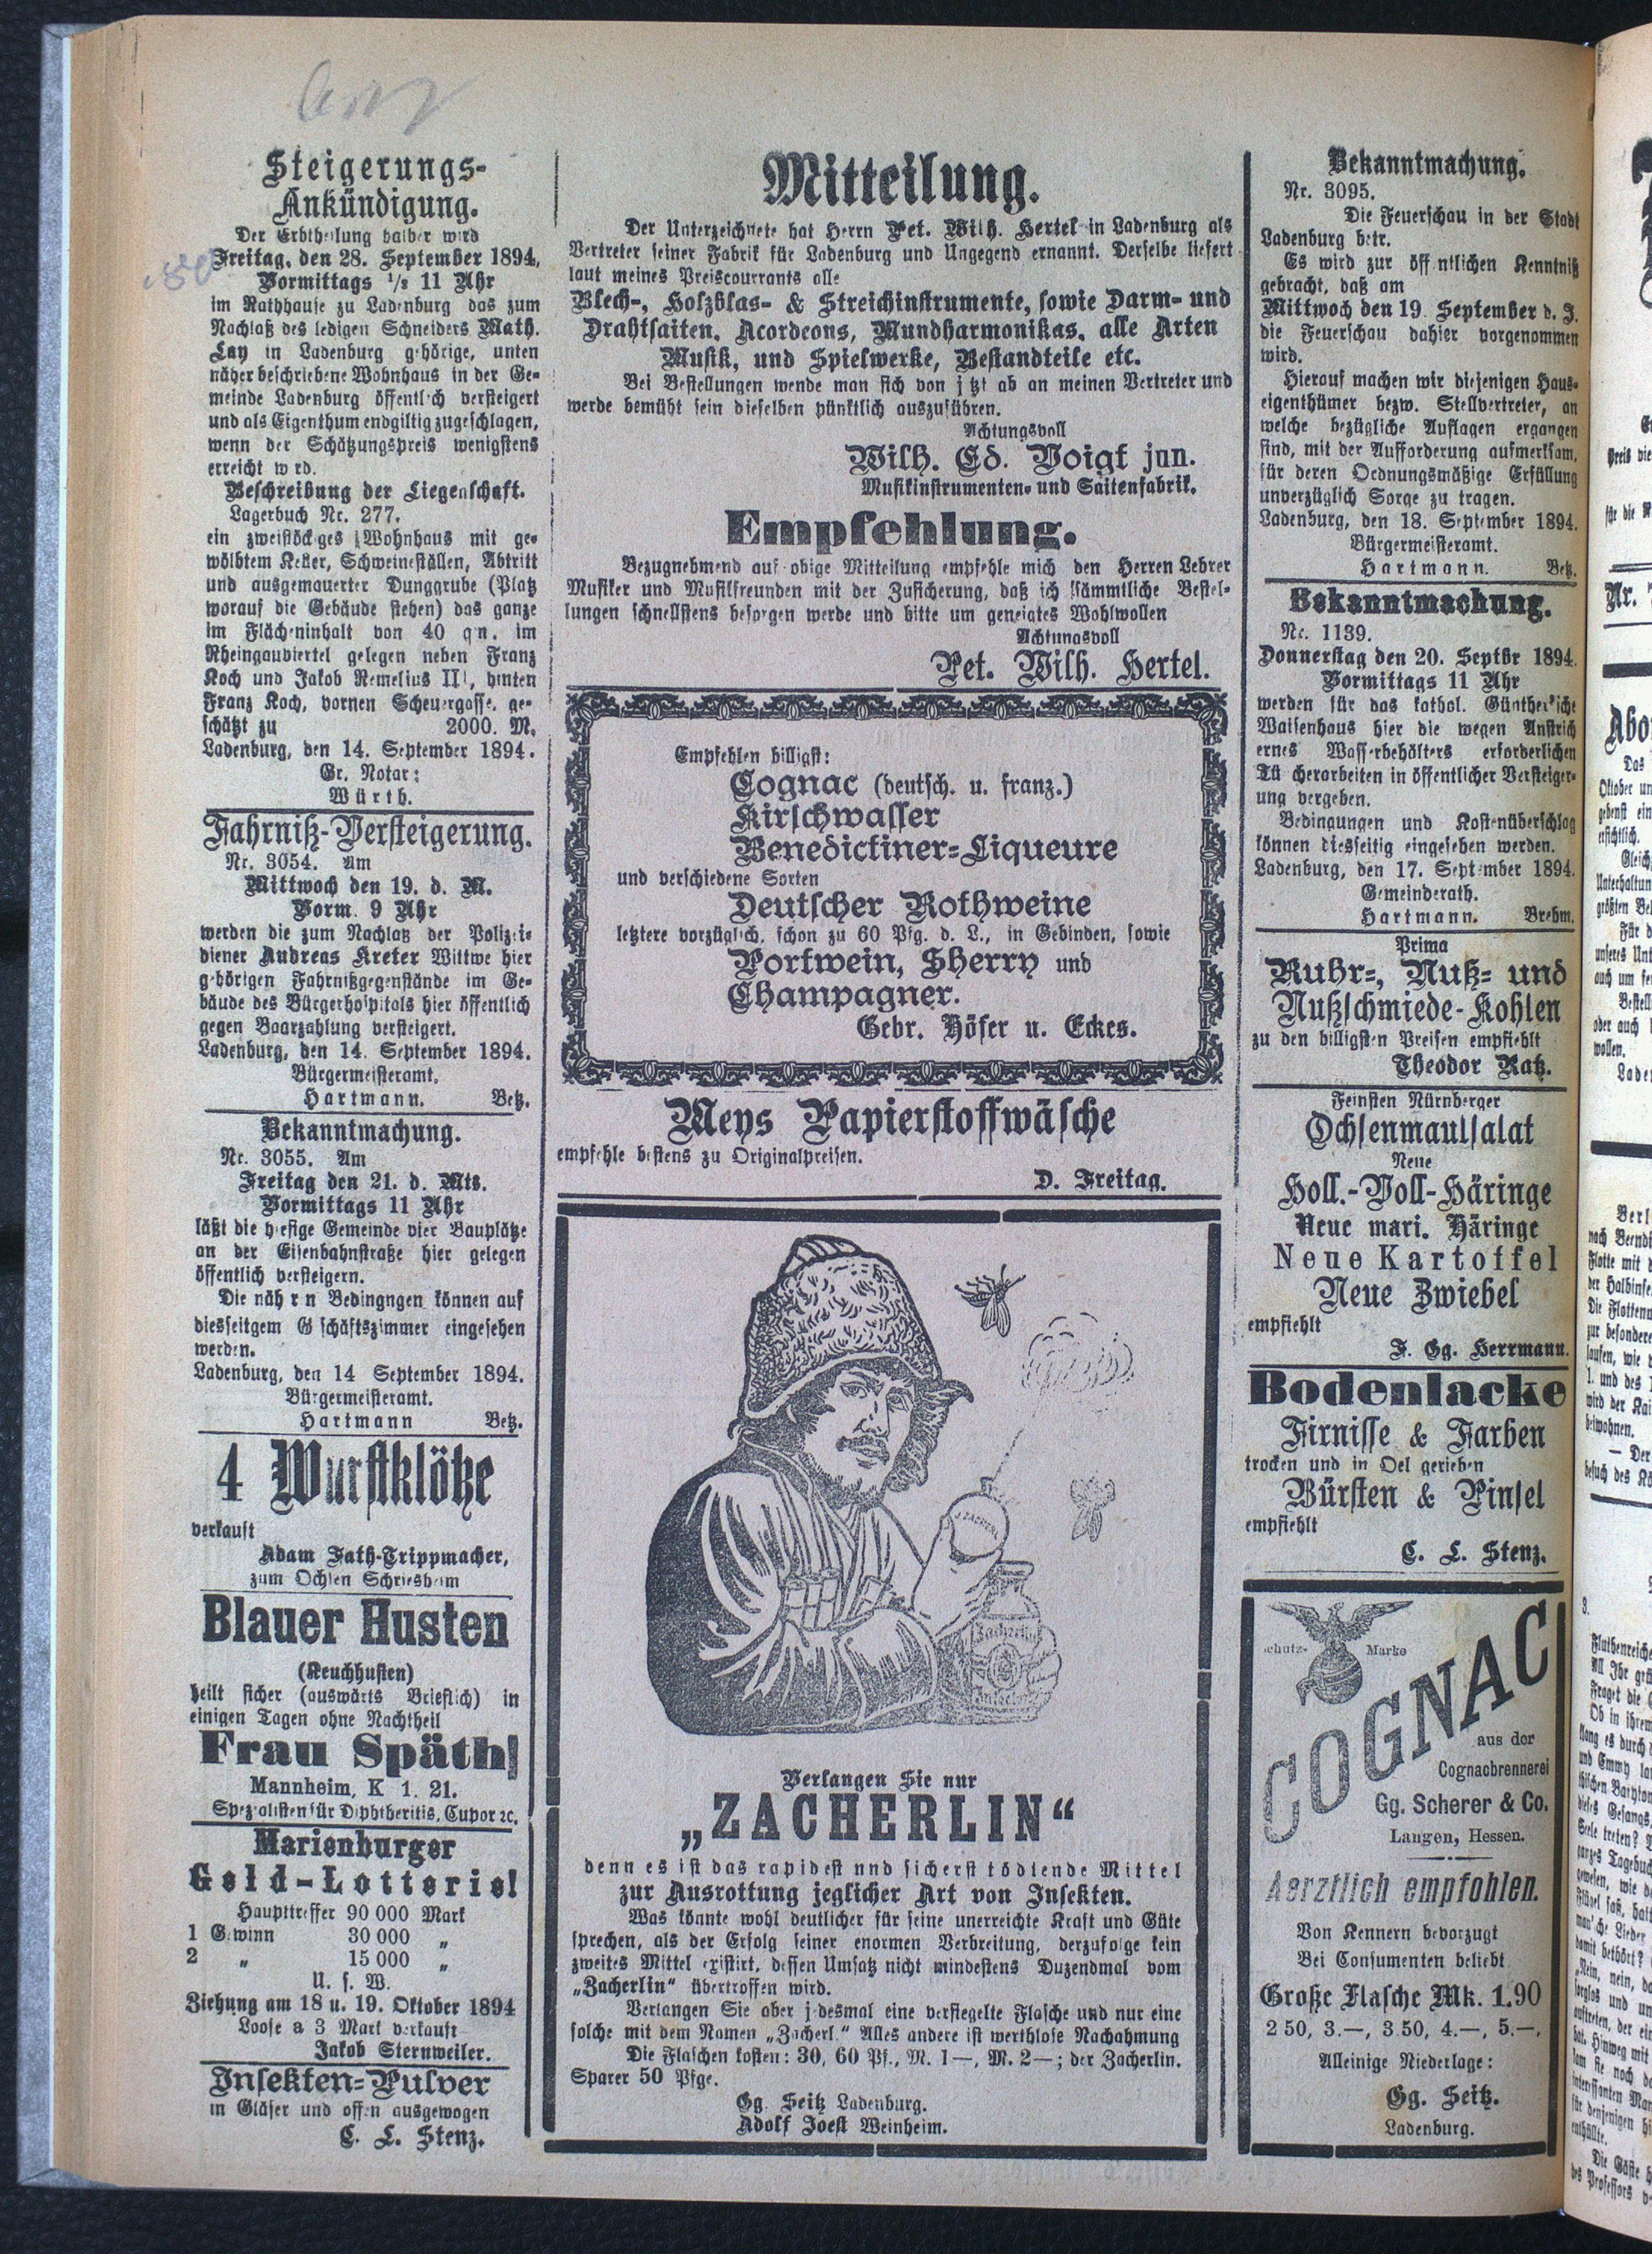 Steigerungs-
Ankündigung.
Der Erbtheilung halber wird
Freitag, den 28. September 1894,
Vormittags ½ 11 Uhr
im Rathhause zu Ladenburg das zum
Nachlaß des ledigen Schneiders Math.
Lay in Ladenburg gehörige, unten
näher beschriebene Wohnhaus in der Ge-
meinde Ladenburg öffentlich versteigert
und als Eigenthum endgiltig zugeschlagen,
wenn der Schätzungspreis wenigstens
erreicht wird.
Beschreibung der Liegenschaft.
Lagerbuch Nr. 277.
ein zweistöckiges Wohnhaus mit ge-
wölbtem Keller, Schweineställen, Abtritt
und ausgemauerter Dunggrube (Platz
worauf die Gebäude stehen) das ganze
im Flächeninhalt von 40 qm. im
Rheingaudiertel gelegen neben Franz
Koch und Jakob Remelius III, hinten
Franz Koch, vornen Scheuergasse, ge-
schätzt zu 2000. M.
Ladenburg, den 14. September 1894.
Gr. Notar:
Würth.
Fahrniß-Versteigerung.
Nr. 3054. Am
Mittwoch den 19. d. M.
Vorm. 9 Uhr
werden die zum Nachlaß der Polizei-
diener Andreas Kreter Wittwe hier
gehörigen Fahrnißgegenstände im Ge-
bäude des Bürgerhospitals hier öffentlich
gegen Baarzahlung versteigert.
Ladenburg, den 14. September 1894.
Bürgermeisteramt.
Hartmann. Betz.
Bekanntmachung.
Nr. 3055. Am
Freitag den 21. d. Mts.
Vormittags 11 Uhr
läßt die hiesige Gemeinde vier Bauplätze
an der Eisenbahnstraße hier gelegen
öffentlich versteigern.
Die näh r n Bedingngen können auf
diesseitgem G schäftszimmer eingesehen
werden.
Ladenburg, den 14 September 1894.
Bürgermeisteramt.
Hartmann Betz.
4 Wurstklötze
verkauft
Adam Fath-Trippmacher,
zum Ochsen Schriesheim
Blauer Husten
(Keuchhusten)
heilt sicher (auswärts Brieflich) in
einigen Tagen ohne Nachtheil
Frau Späth
Mannheim, K 1. 21.
Spezialisten für Diphtheritis, Cupor ꝛc.
Marienburger
Geld-Lotterie!
Haupttreffer 90 000 Mark
1 Gewinn 30 000 „
2 „ 15 000 „
U. s. W.
Ziehung am 18 u. 19. Oktober 1894
Loose a 3 Mark verkauft
Jakob Sternweiler.
Insekten-Pulver
in Gläser und offen ausgewogen
C. L. Stenz.
Mitteilung.
Der Unterzeichnete hat Herrn Pet. Wilh. Hertel in Ladenburg als
Vertreter seiner Fabrik für Ladenburg und Ungegend ernannt. Derselbe liefert
laut meines Preiscourrants alle
Blech-, Holzblas- & Streichinstrumente, sowie Darm- und
Drahtsaiten, Acordeons, Mundharmonikas, alle Arten
Musik, und Spielwerke, Bestandteile etc.
Bei Bestellungen wende man sich von j tzt ab an meinen Vertreter und
werde bemüht sein dieselben pünktlich auszuführen.
Achtungsvoll
Wilh. Ed. Voigt jun.
Musikinstrumenten- und Saitenfabrik.
Empfehlung.
Bezugnehmend auf obige Mitteilung empfehle mich den Herren Lehrer
Musiker und Musikfreunden mit der Zusicherung, daß ich sämmtliche Bestel-
lungen schnellstens besorgen werde und bitte um geneigtes Wohlwollen
Achtungsvoll
Pet. Wilh. Hertel.
Empfehlen billigst:
Cognac (deutsch. u. franz.)
Kirschwasser
Benedictiner-Liqueure
und verschiedene Sorten
Deutscher Rothweine
letztere vorzüglich, schon zu 60 Pfg. d. L., in Gebinden, sowie
Portwein, Sherry und
Champagner.
Gebr. Höfer u. Eckes.
Meys Papierstoffwäsche
empfehle bestens zu Originalpreisen.
D. Freitag.
ZACHERLIN
Zacherlin
Verlangen Sie nur
„ZACHERLIN“
denn es ist das rapidest nnd sicherst tödtende Mittel
zur Ausrottung jeglicher Art von Insekten.
Was könnte wohl deutlicher für seine unerreichte Kraft und Güte
sprechen, als der Erfolg seiner enormen Verbreitung, derzufolge kein
zweites Mittel existirt, dessen Umsatz nicht mindestens Duzendmal vom
„Zacherlin“ übertroffen wird.
Verlangen Sie aber jedesmal eine versiegelte Flasche und nur eine
solche mit dem Namen „Zacherl.“ Alles andere ist werthlose Nachahmung
Die Flaschen kosten: 30, 60 Pf., M. 1—, M. 2—; der Zacherlin.
Sparer 50 Pfge.
Gg. Seitz Ladenburg.
Adolf Joest Weinheim.
Bekanntmachung.
Nr. 3095.
Die Feuerschau in der Stadt
Ladenburg betr.
Es wird zur öff ntlichen Kenntniß
gebracht, daß am
Mittwoch den 19. September d. J.
die Feuerschau dahier vorgenommen
wird.
Hierauf machen wir diejenigen Haus-
eigenthümer bezw. Stellvertreter, an
welche bezügliche Auflagen ergangen
sind, mit der Aufforderung aufmerksam,
für deren Ordnungsmäßige Erfüllung
unverzüglich Sorge zu tragen.
Ladenburg, den 18. September 1894.
Bürgermeisteramt.
Hartmann. Betz.
Bekanntmachung.
Nr. 1139.
Donnerstag den 20. Septbr 1894.
Vormittags 11 Uhr
werden für das kathol. Günther'sche
Waisenhaus hier die wegen Anstrich
eines Wasserbehälters erforderlichen
Tü cherarbeiten in öffentlicher Versteiger-
ung vergeben.
Bedingungen und Kostenüberschlag
können diesseitig eingesehen werden.
Ladenburg, den 17. September 1894.
Gemeinderath.
Hartmann. Brehm.
Prima
Ruhr-, Nuß- und
Nußschmiede-Kohlen
zu den billigsten Preisen empfiehlt
Theodor Katz.
Feinsten Nürnberger
Ochsenmaulsalat
Neue
Holl.-Voll-Häringe
Neue mari. Häringe
Neue Kartoffel
Neue Zwiebel
empfiehlt
J. Gg. Herrmann.
Bodenlacke
Firnisse & Farben
trocken und in Oel gerieben
Bürsten & Pinsel
empfiehlt
C. L. Stenz.
Schutz- Marke
COGNAC
aus der
Cognacbrennerei
Gg. Scherer & Co.
Langen, Hessen.
Aerztlich empfohlen.
Von Kennern bevorzugt
Bei Consumenten beliebt
Große Flasche Mk. 1.90
2 50, 3.—, 3.50, 4.—, 5.—,
Alleinige Niederlage:
Gg. Seitz.
Ladenburg.